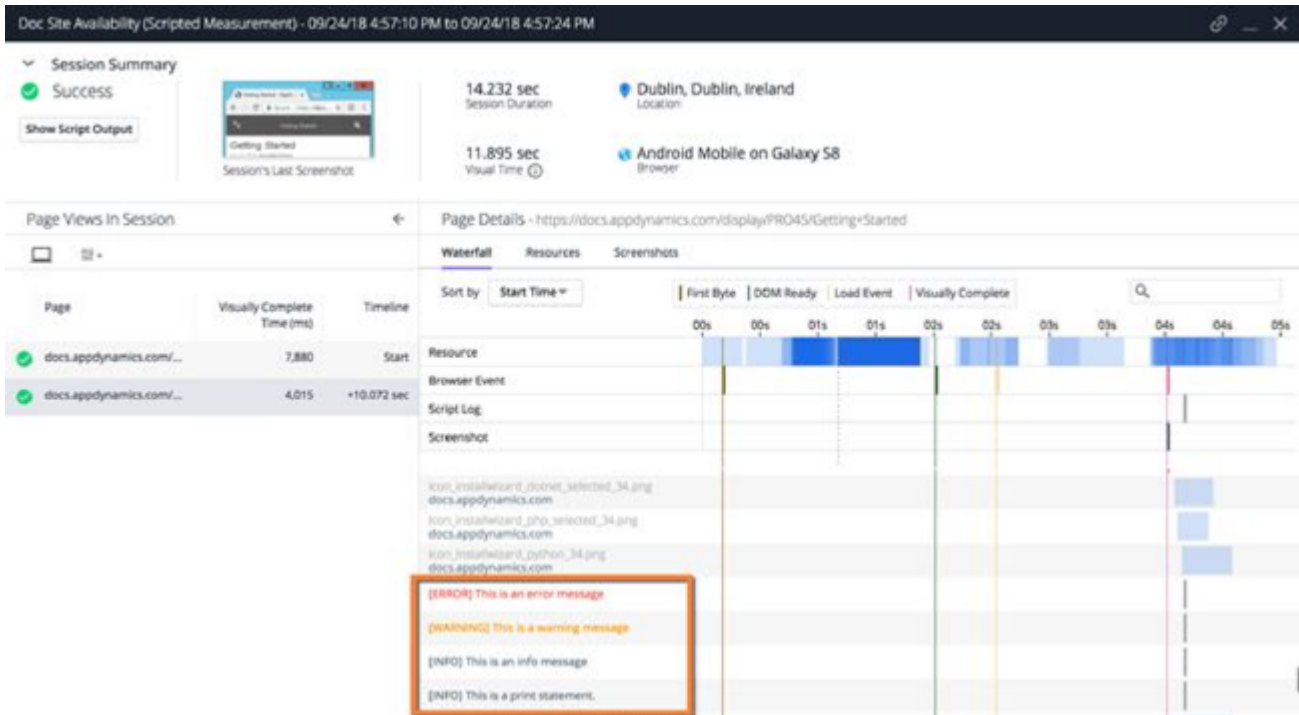 Doc Site Availability (Scripted Measurement) - 09/24/18 4:57:10 PM to 09/24/18 4:57:24 PM
Session Summary
Success
Show Script Output
Getting Started
Session's Last Screenshot
14.232 sec
Session Duration
11.895 sec
Visual Time
Dublin, Dublin, Ireland
Location
Android Mobile on Galaxy S8
Browser
Page Views In Session
Page
Visually Complete
Time (ms)
Timeline
docs.appdynamics.com/... 7,880 Start
docs.appdynamics.com/... 4,015 +10.072 sec
Page Details - https://docs.appdynamics.com/display/PRO45/Getting+Started
Waterfall Resources Screenshots
Sort by Start Time
First Byte DOM Ready Load Event Visually Complete
00s 00s 01s 01s 02s 02s 03s 03s 04s 04s 05s
Resource
Browser Event
Script Log
Screenshot
icon_installwizard_dotnet_selected_34.png
docs.appdynamics.com
icon_installwizard_php_selected_34.png
docs.appdynamics.com
icon_installwizard_python_34.png
docs.appdynamics.com
[ERROR] This is an error message
[WARNING] This is a warning message
[INFO] This is an info message
[INFO] This is a print statement.